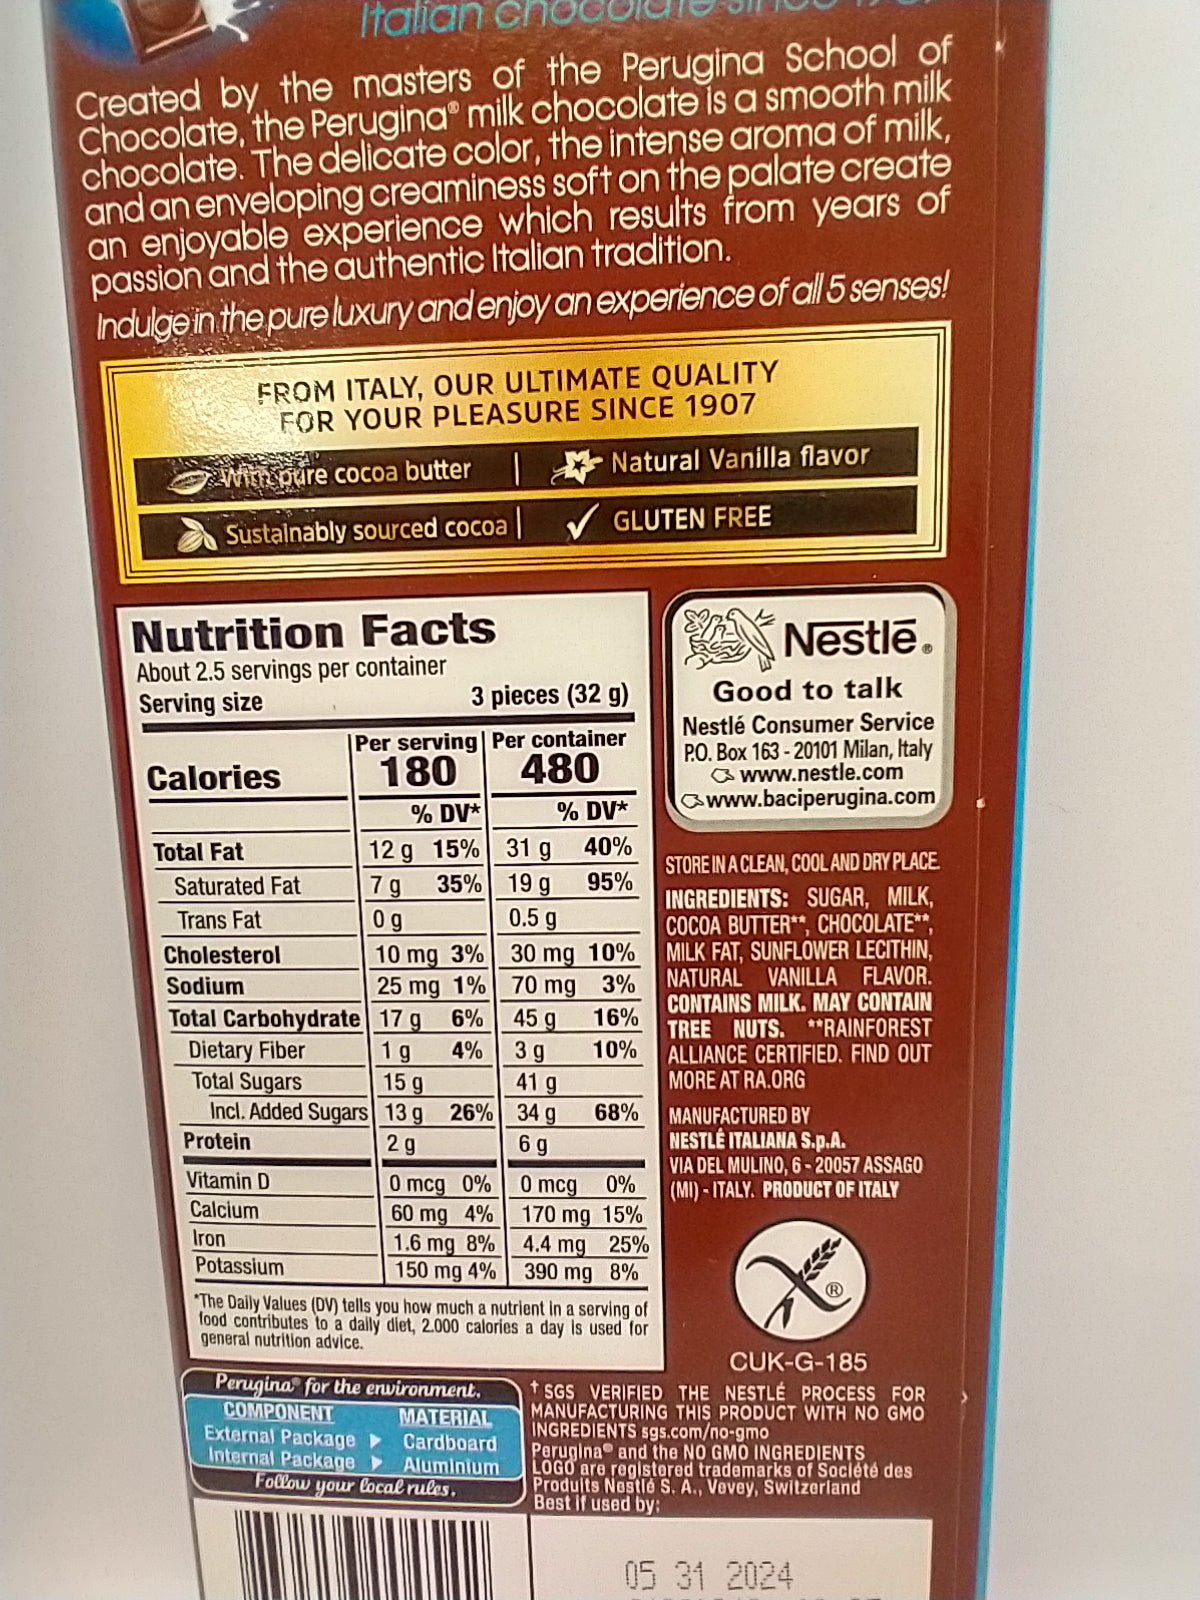 Italian chocolate
Created by the masters of the Perugina School of
Chocolate, the Perugina® milk chocolate is a smooth milk
chocolate. The delicate color, the intense aroma of milk,
and an enveloping creaminess soft on the palate create
an enjoyable experience which results from years of
passion and the authentic Italian tradition.
Indulge in the pure luxury and enjoy an experience of all 5 senses!
FROM ITALY, OUR ULTIMATE QUALITY
FOR YOUR PLEASURE SINCE 1907
With pure cocoa butter | Natural Vanilla flavor
Sustainably sourced cocoa | GLUTEN FREE
Nutrition Facts
About 2.5 servings per container
Serving size 3 pieces (32 g)
Per serving Per container
Calories 180 480
% DV* % DV*
Total Fat 12 g 15% 31 g 40%
Saturated Fat 7 g 35% 19 g 95%
Trans Fat 0 g 0.5 g
Cholesterol 10 mg 3% 30 mg 10%
Sodium 25 mg 1% 70 mg 3%
Total Carbohydrate 17 g 6% 45 g 16%
Dietary Fiber 1 g 4% 3 g 10%
Total Sugars 15 g 41 g
Incl. Added Sugars 13 g 26% 34 g 68%
Protein 2 g 6 g
Vitamin D 0 mcg 0% 0 mcg 0%
Calcium 60 mg 4% 170 mg 15%
Iron 1.6 mg 8% 4.4 mg 25%
Potassium 150 mg 4% 390 mg 8%
*The Daily Values (DV) tells you how much a nutrient in a serving of
food contributes to a daily diet, 2.000 calories a day is used for
general nutrition advice.
Nestlé®
Good to talk
Nestlé Consumer Service
P.O. Box 163 - 20101 Milan, Italy
www.nestle.com
www.baciperugina.com
STORE IN A CLEAN, COOL AND DRY PLACE.
INGREDIENTS: SUGAR, MILK,
COCOA BUTTER**, CHOCOLATE**,
MILK FAT, SUNFLOWER LECITHIN,
NATURAL VANILLA FLAVOR.
CONTAINS MILK. MAY CONTAIN
TREE NUTS. **RAINFOREST
ALLIANCE CERTIFIED. FIND OUT
MORE AT RA.ORG
MANUFACTURED BY
NESTLÉ ITALIANA S.p.A.
VIA DEL MULINO, 6 - 20057 ASSAGO
(MI) - ITALY. PRODUCT OF ITALY
®
CUK-G-185
Perugina® for the environment.
COMPONENT MATERIAL
External Package Cardboard
Internal Package Aluminium
Follow your local rules.
† SGS VERIFIED THE NESTLÉ PROCESS FOR
MANUFACTURING THIS PRODUCT WITH NO GMO
INGREDIENTS sgs.com/no-gmo
Perugina® and the NO GMO INGREDIENTS
LOGO are registered trademarks of Société des
Produits Nestlé S. A., Vevey, Switzerland
Best if used by:
05 31 2024